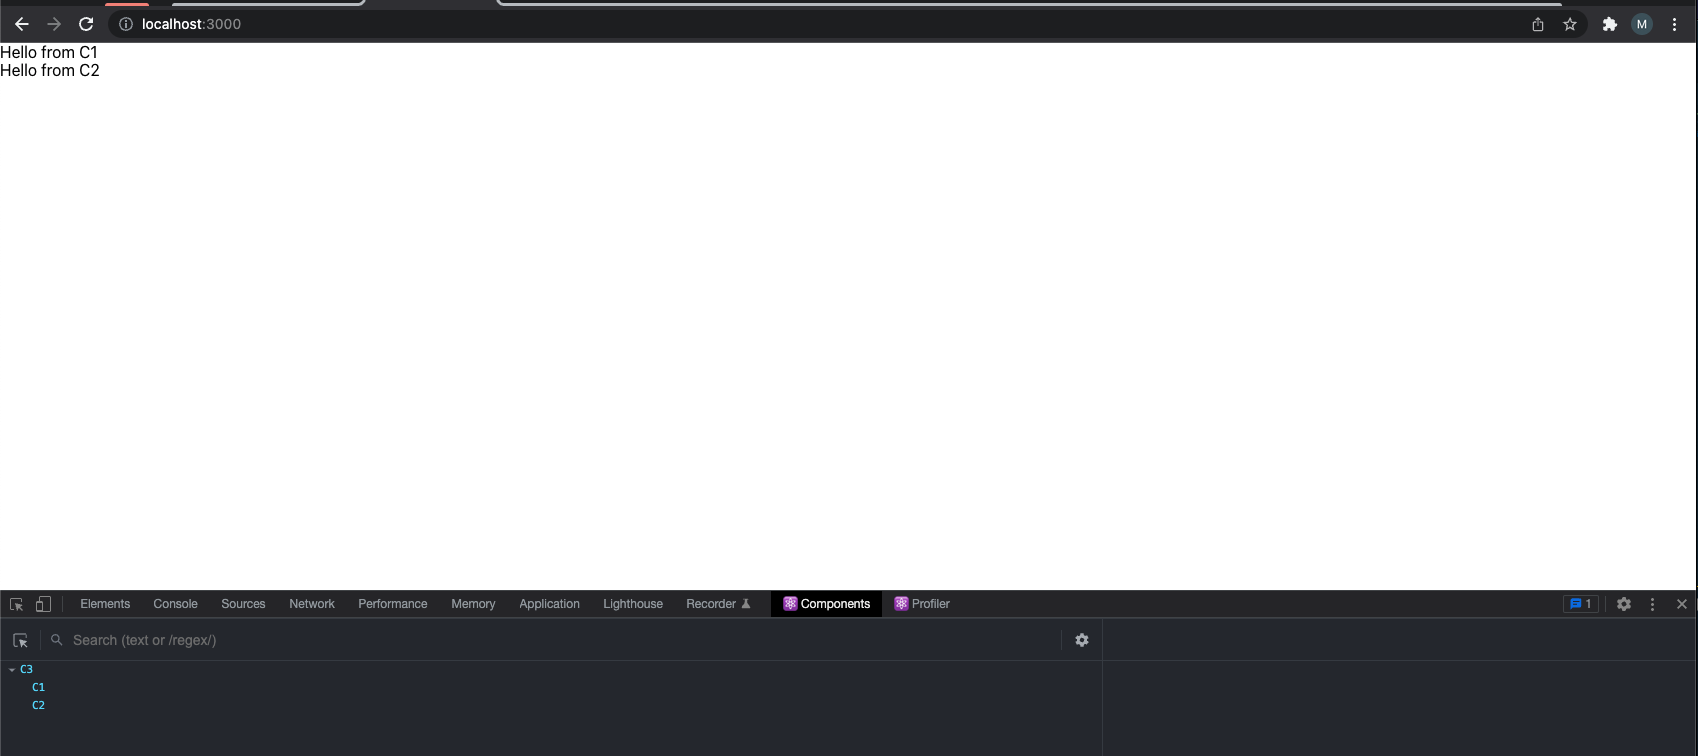 localhost:3000
M
Hello from C1
Hello from C2
Elements Console Sources Network Performance Memory Application Lighthouse Recorder Components Profiler 1
Search (text or /regex/)
C3
C1
C2